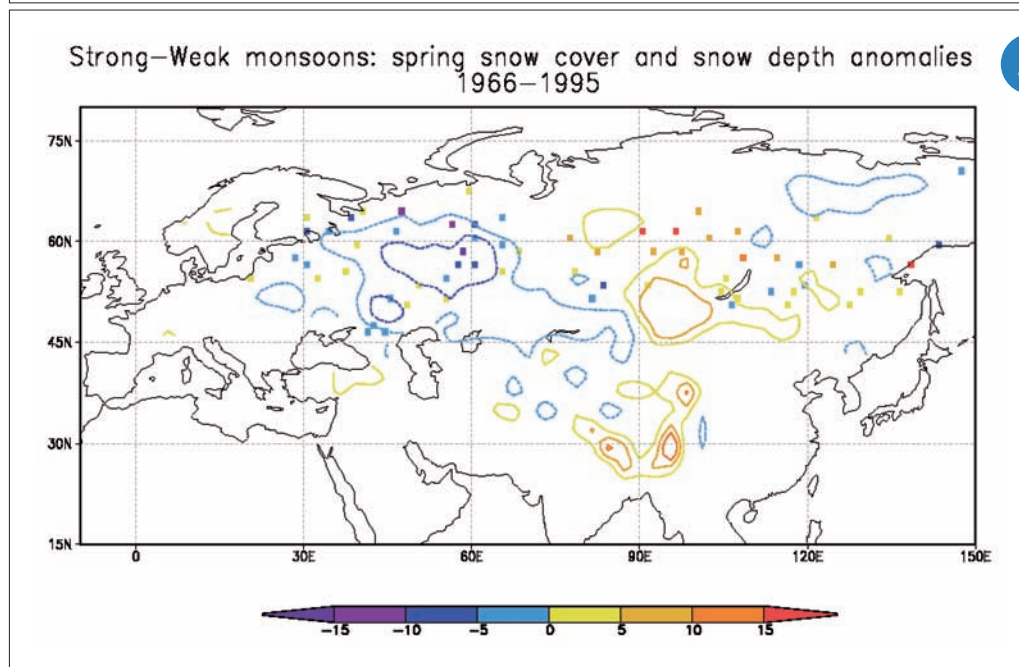 Strong-Weak monsoons: spring snow cover and snow depth anomalies
1966-1995
75N
60N
45N
30N
15N
0 30E 60E 90E 120E 150E
-15 -10 -5 0 5 10 15